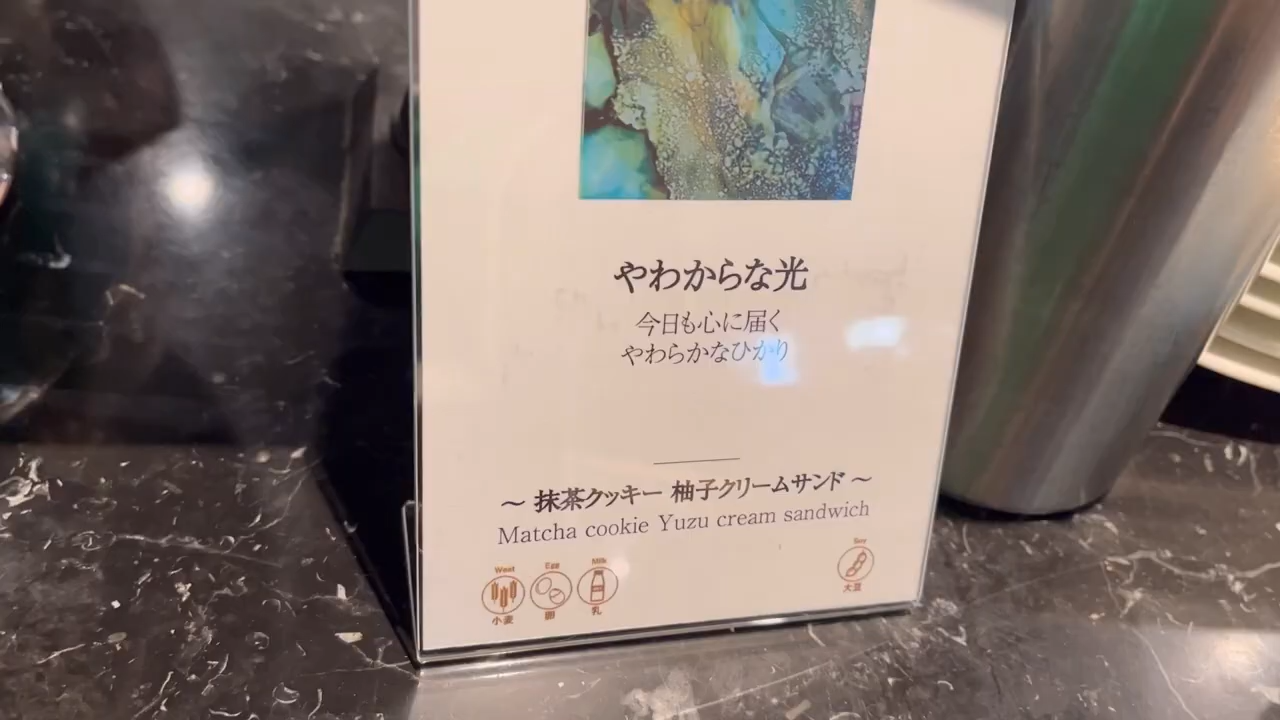 やわからな光
今日も心に届く
やわらかなひかり
～ 抹茶クッキー 柚子クリームサンド ～
Matcha cookie Yuzu cream sandwich
Weat Egg Milk Soy
小麦 卵 乳 大豆